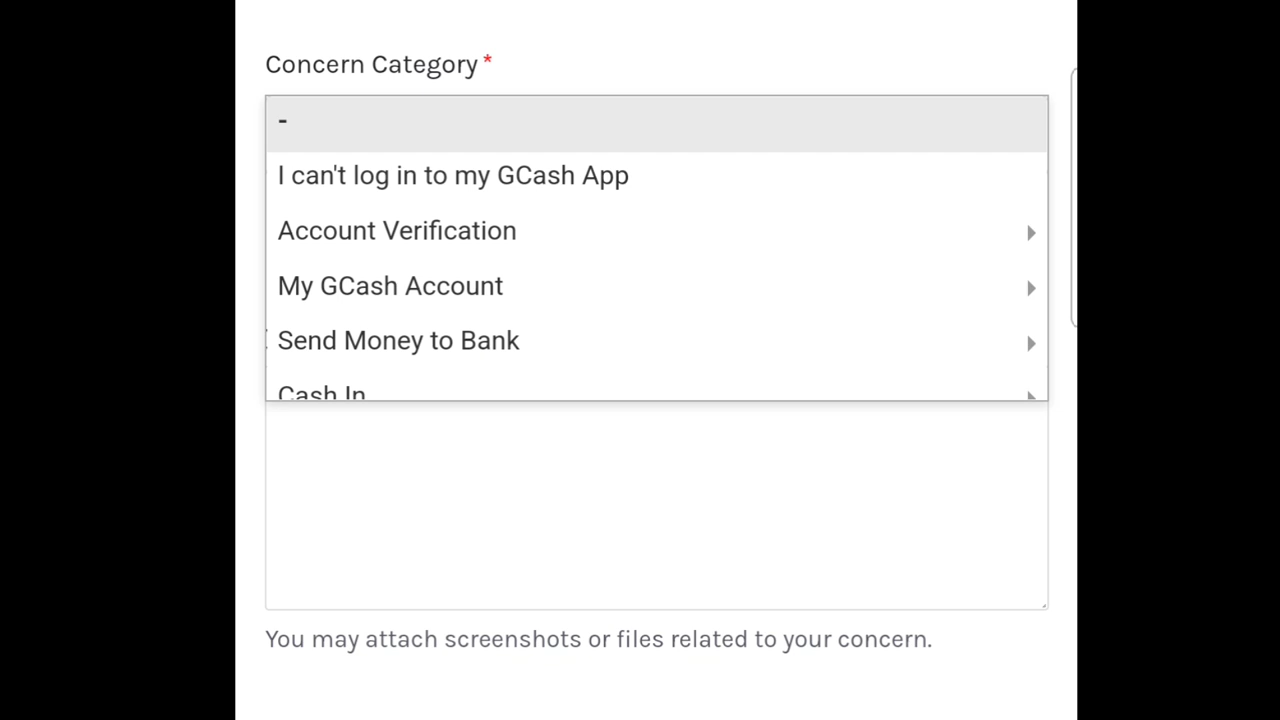 Concern Category *
-
I can't log in to my GCash App
Account Verification
My GCash Account
Send Money to Bank
Cash In
You may attach screenshots or files related to your concern.